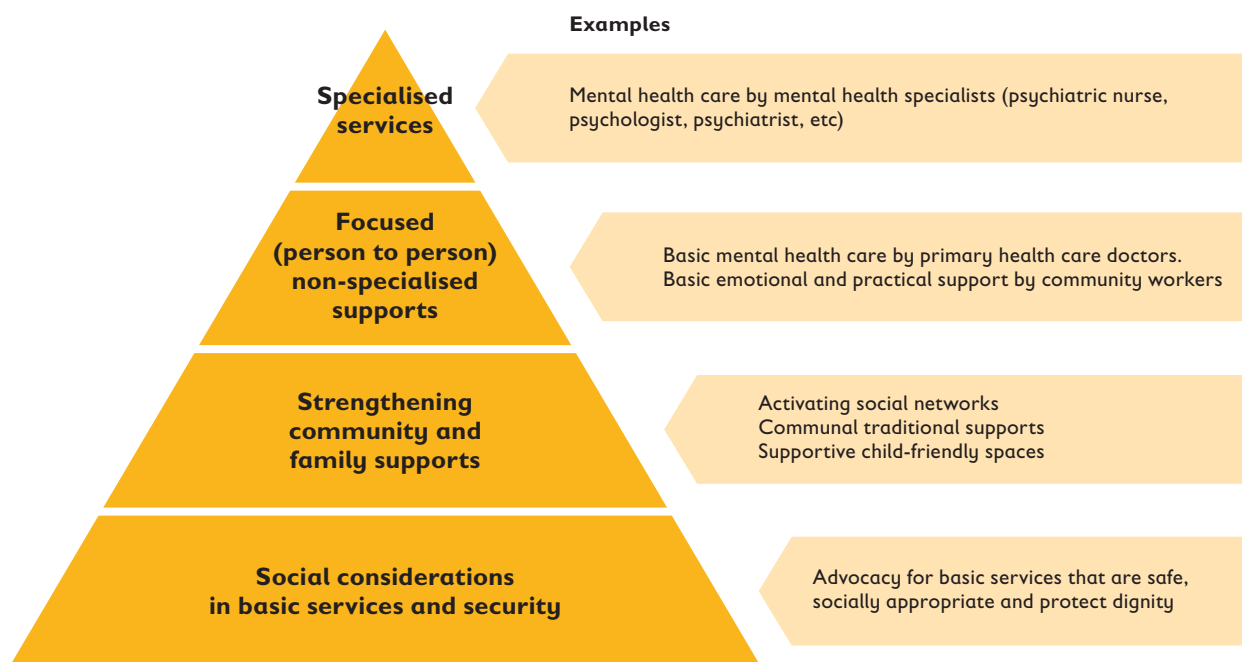 Examples
Specialised
services
Mental health care by mental health specialists (psychiatric nurse,
psychologist, psychiatrist, etc)
Focused
(person to person)
non-specialised
supports
Basic mental health care by primary health care doctors.
Basic emotional and practical support by community workers
Strengthening
community and
family supports
Activating social networks
Communal traditional supports
Supportive child-friendly spaces
Social considerations
in basic services and security
Advocacy for basic services that are safe,
socially appropriate and protect dignity